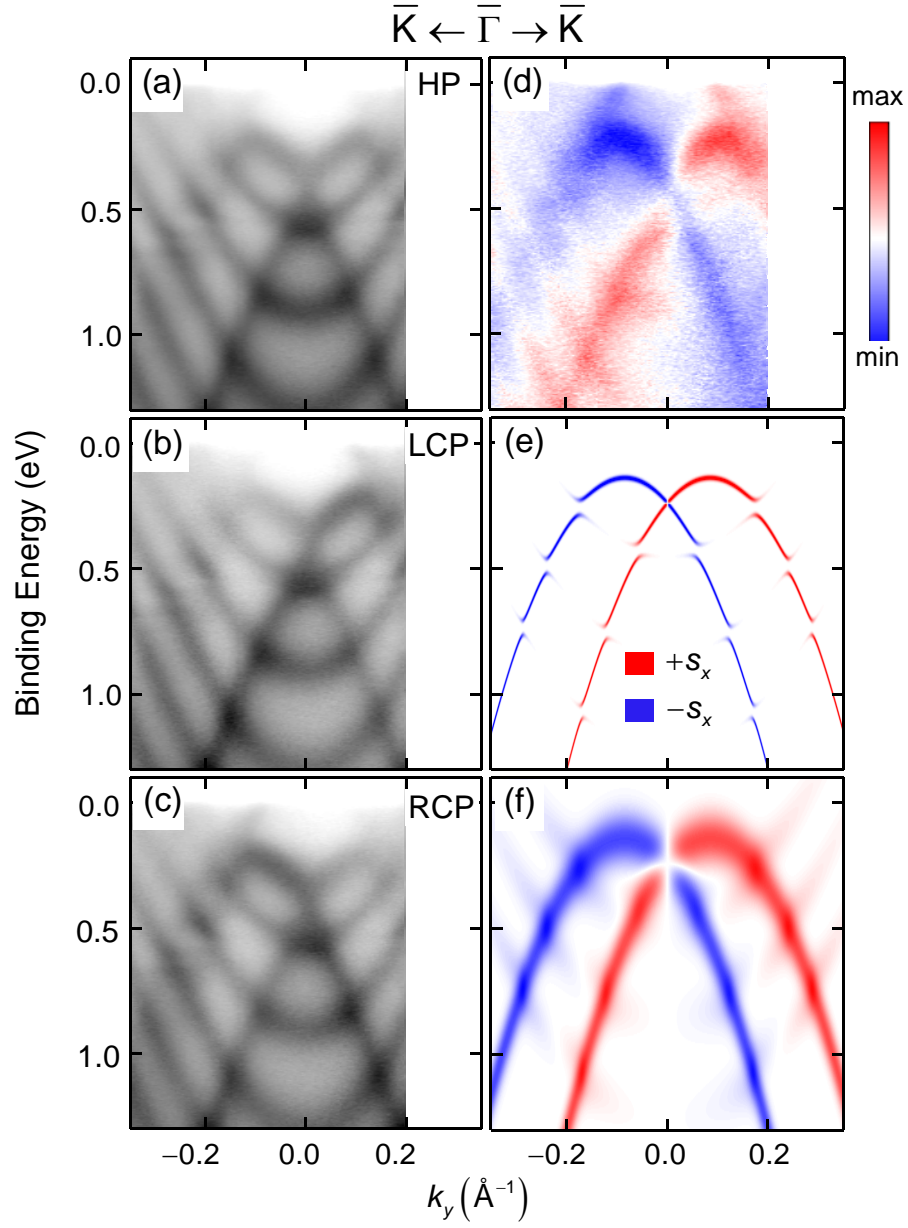 K̅ ← Γ̅ → K̅
(a) HP
(d)
max
min
0.0
0.5
1.0
(b) LCP
(e)
0.0
0.5
1.0
+sₓ
−sₓ
(c) RCP
(f)
0.0
0.5
1.0
Binding Energy (eV)
−0.2 0.0 0.2 −0.2 0.0 0.2
k_y (Å⁻¹)